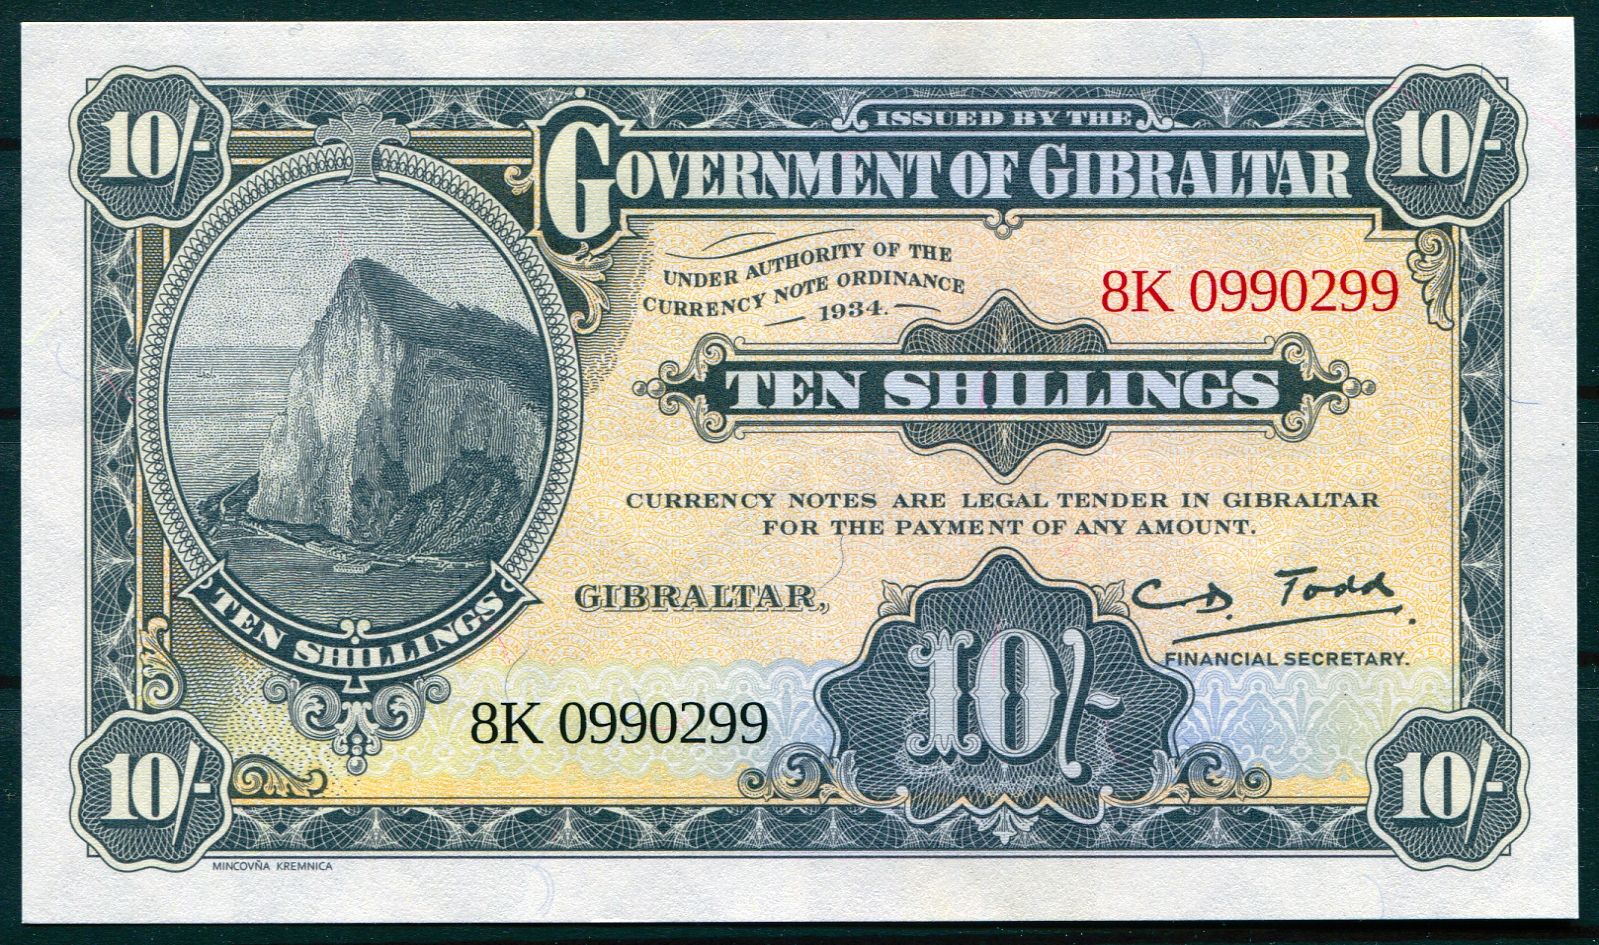 10/-
ISSUED BY THE
GOVERNMENT OF GIBRALTAR
10/-
UNDER AUTHORITY OF THE
CURRENCY NOTE ORDINANCE
1934.
8K 0990299
TEN SHILLINGS
CURRENCY NOTES ARE LEGAL TENDER IN GIBRALTAR
FOR THE PAYMENT OF ANY AMOUNT.
GIBRALTAR,
C D Todd
FINANCIAL SECRETARY.
TEN SHILLINGS
8K 0990299
10/-
10/-
10/-
MINCOVŇA KREMNICA